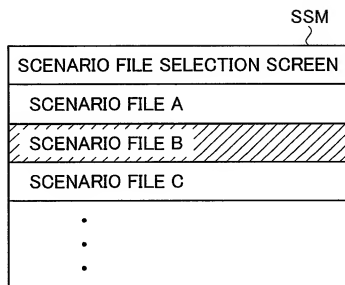 SSM
SCENARIO FILE SELECTION SCREEN
SCENARIO FILE A
SCENARIO FILE B
SCENARIO FILE C